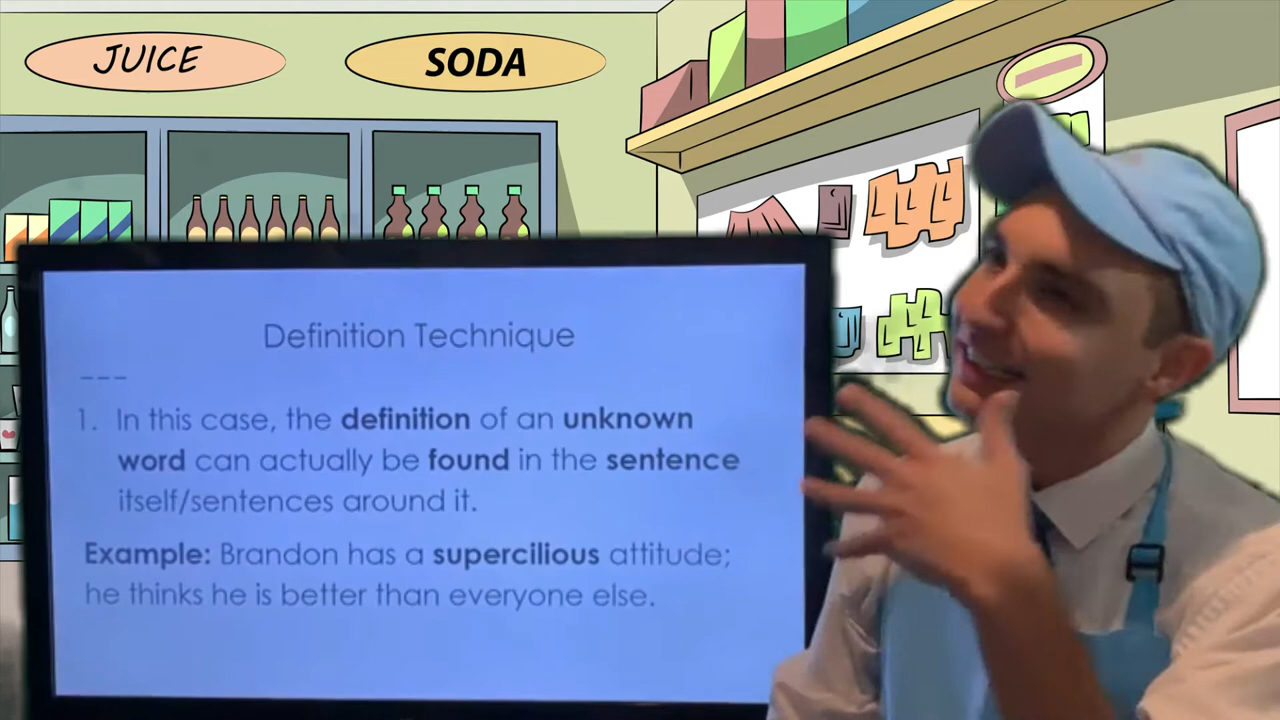 JUICE
SODA
Definition Technique
---
1. In this case, the definition of an unknown
word can actually be found in the sentence
itself/sentences around it.
Example: Brandon has a supercilious attitude;
he thinks he is better than everyone else.